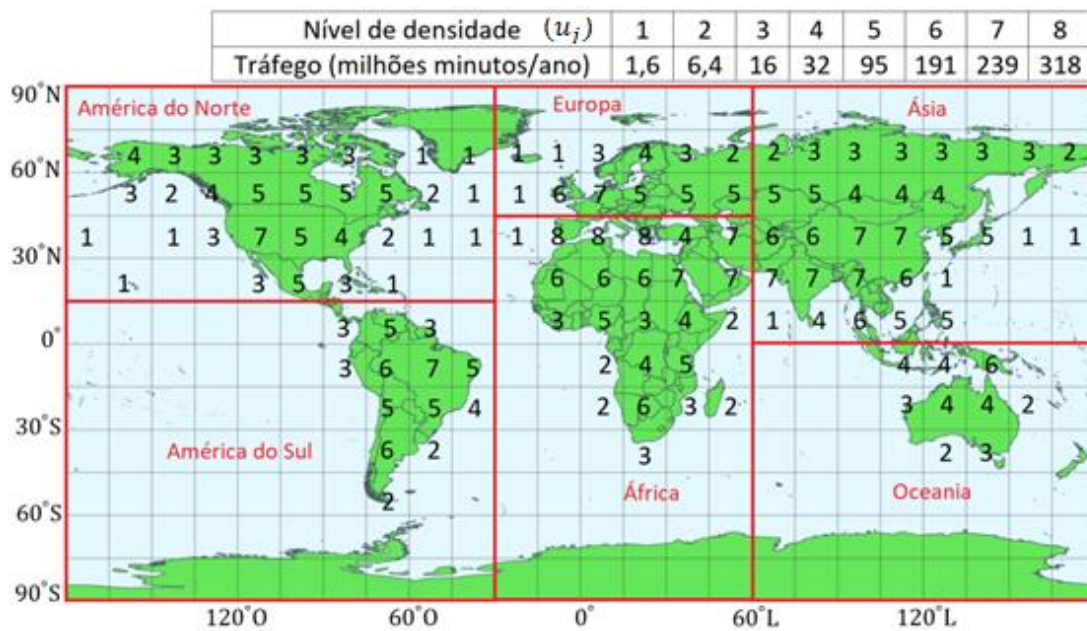 Nível de densidade (uᵢ) 1 2 3 4 5 6 7 8
Tráfego (milhões minutos/ano) 1,6 6,4 16 32 95 191 239 318
90°N América do Norte Europa Ásia
4 3 3 3 3 3 1 1 1 1 3 4 3 2 2 3 3 3 3 3 3 2
60°N
3 2 4 5 5 5 5 2 1 1 6 7 5 5 5 5 5 4 4 4
1 1 3 7 5 4 2 1 1 1 8 8 8 4 7 6 6 7 7 5 5 1 1
30°N
1 3 5 3 1 6 6 6 7 7 7 7 7 6 1
3 5 3 3 5 3 4 2 1 4 6 5 5
0°
3 6 7 5 2 4 5 4 4 6
5 5 4 2 6 3 2 3 4 4 2
30°S
América do Sul 6 2 3 2 3
África Oceania
2
60°S
90°S
120°O 60°O 0° 60°L 120°L